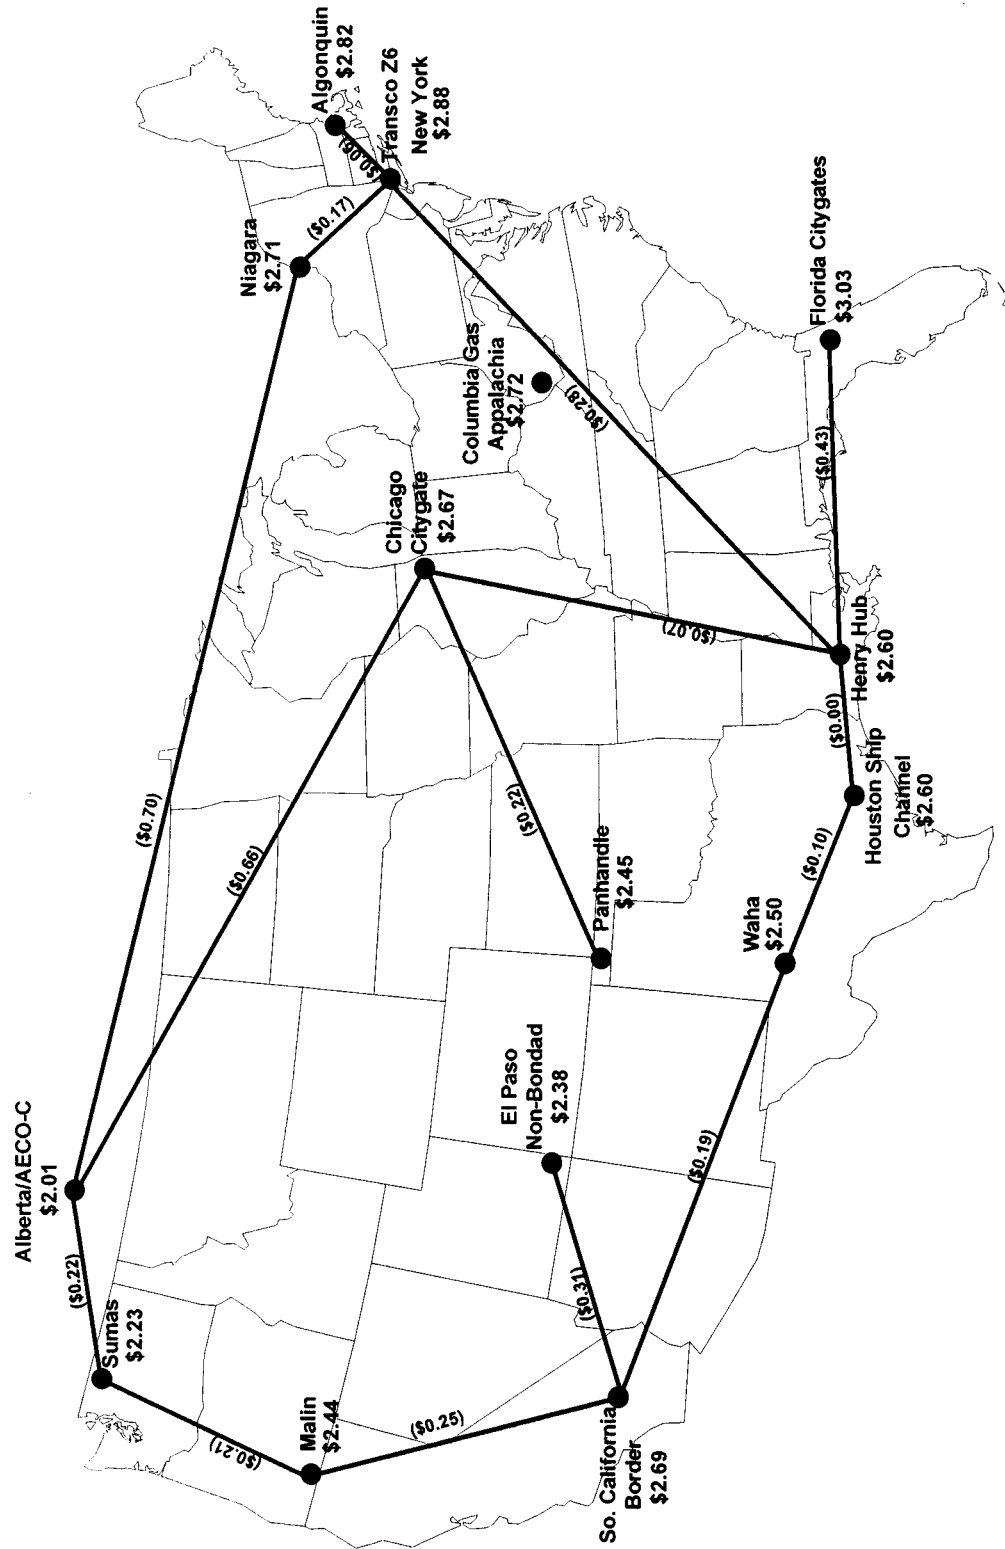 Alberta/AECO-C
$2.01
($0.22)
Sumas
$2.23
($0.21)
Malin
$2.44
($0.25)
So. California
Border
$2.69
($0.31)
El Paso
Non-Bondad
$2.38
($0.19)
Waha
$2.50
($0.10)
Houston Ship
Channel
$2.60
($0.00)
Henry Hub
$2.60
($0.43)
Florida Citygates
$3.03
Panhandle
$2.45
($0.22)
($0.66)
($0.70)
Chicago
Citygate
$2.67
($0.07)
Columbia Gas
Appalachia
$2.72
($0.28)
Niagara
$2.71
($0.17)
Algonquin
$2.82
($0.06)
Transco Z6
New York
$2.88